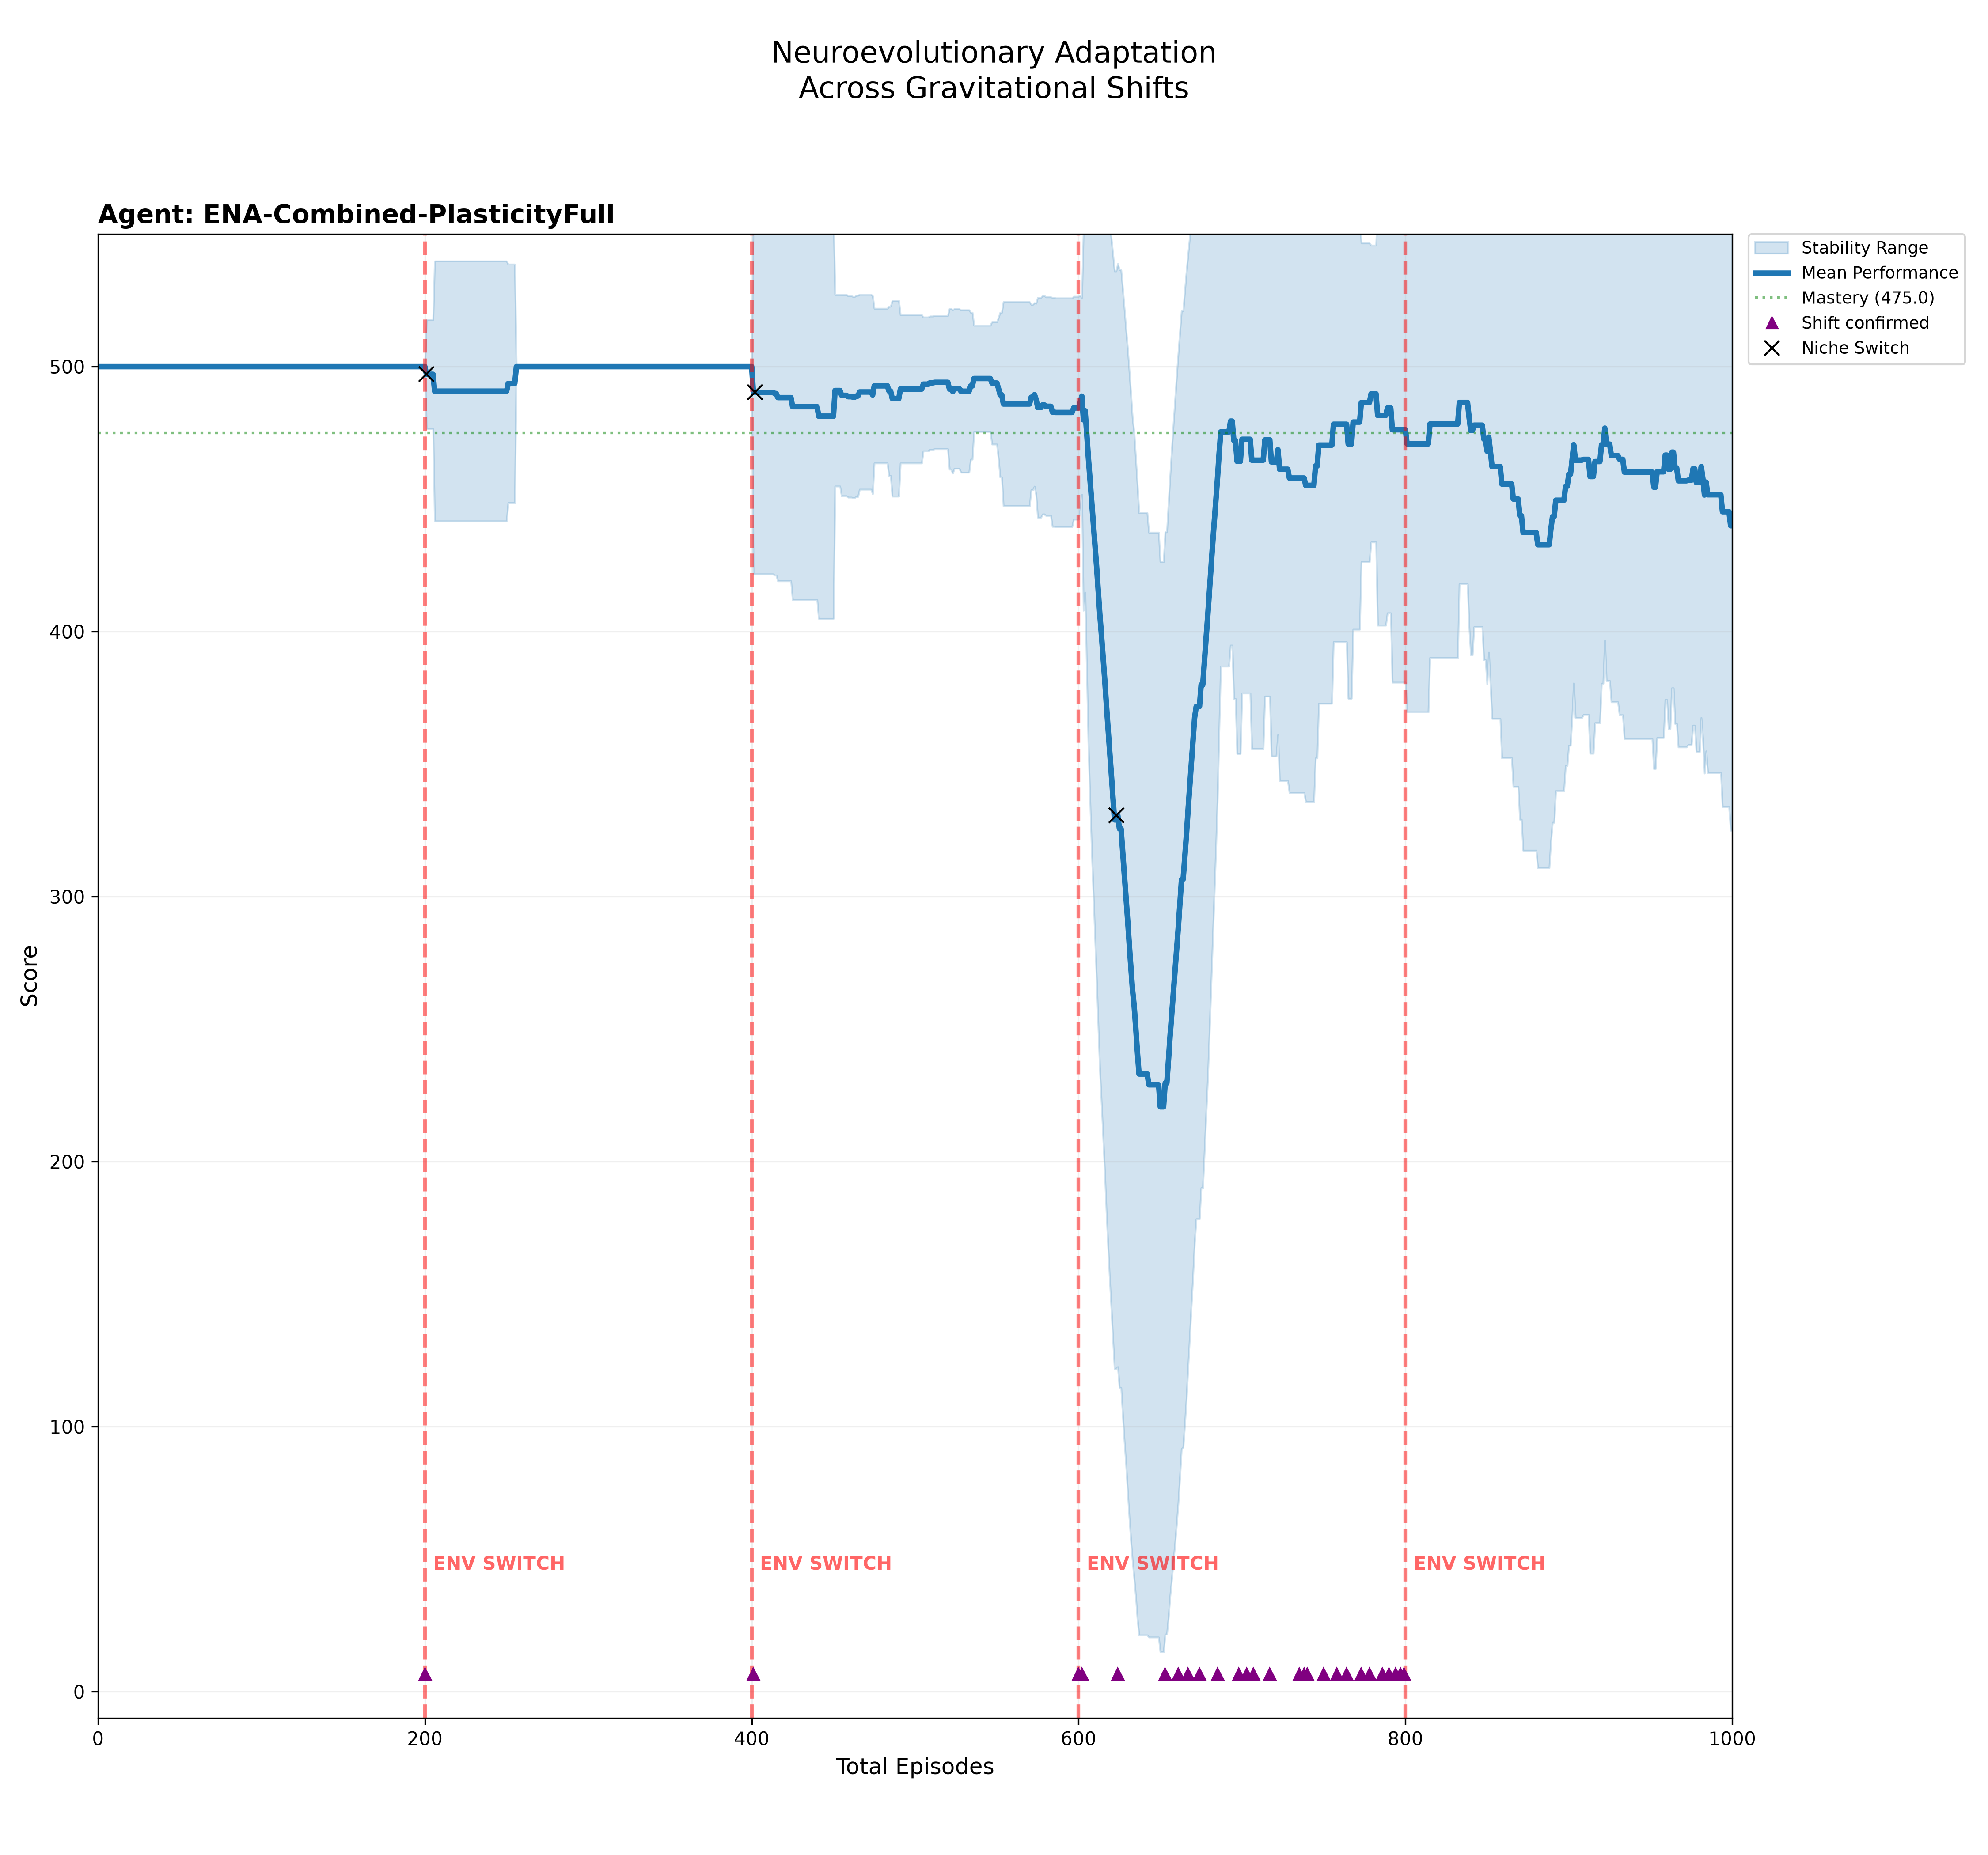 Neuroevolutionary Adaptation
Across Gravitational Shifts
Agent: ENA-Combined-PlasticityFull
Stability Range
Mean Performance
Mastery (475.0)
Shift confirmed
Niche Switch
500
400
300
200
100
0
Score
ENV SWITCH
ENV SWITCH
ENV SWITCH
ENV SWITCH
0
200
400
600
800
1000
Total Episodes